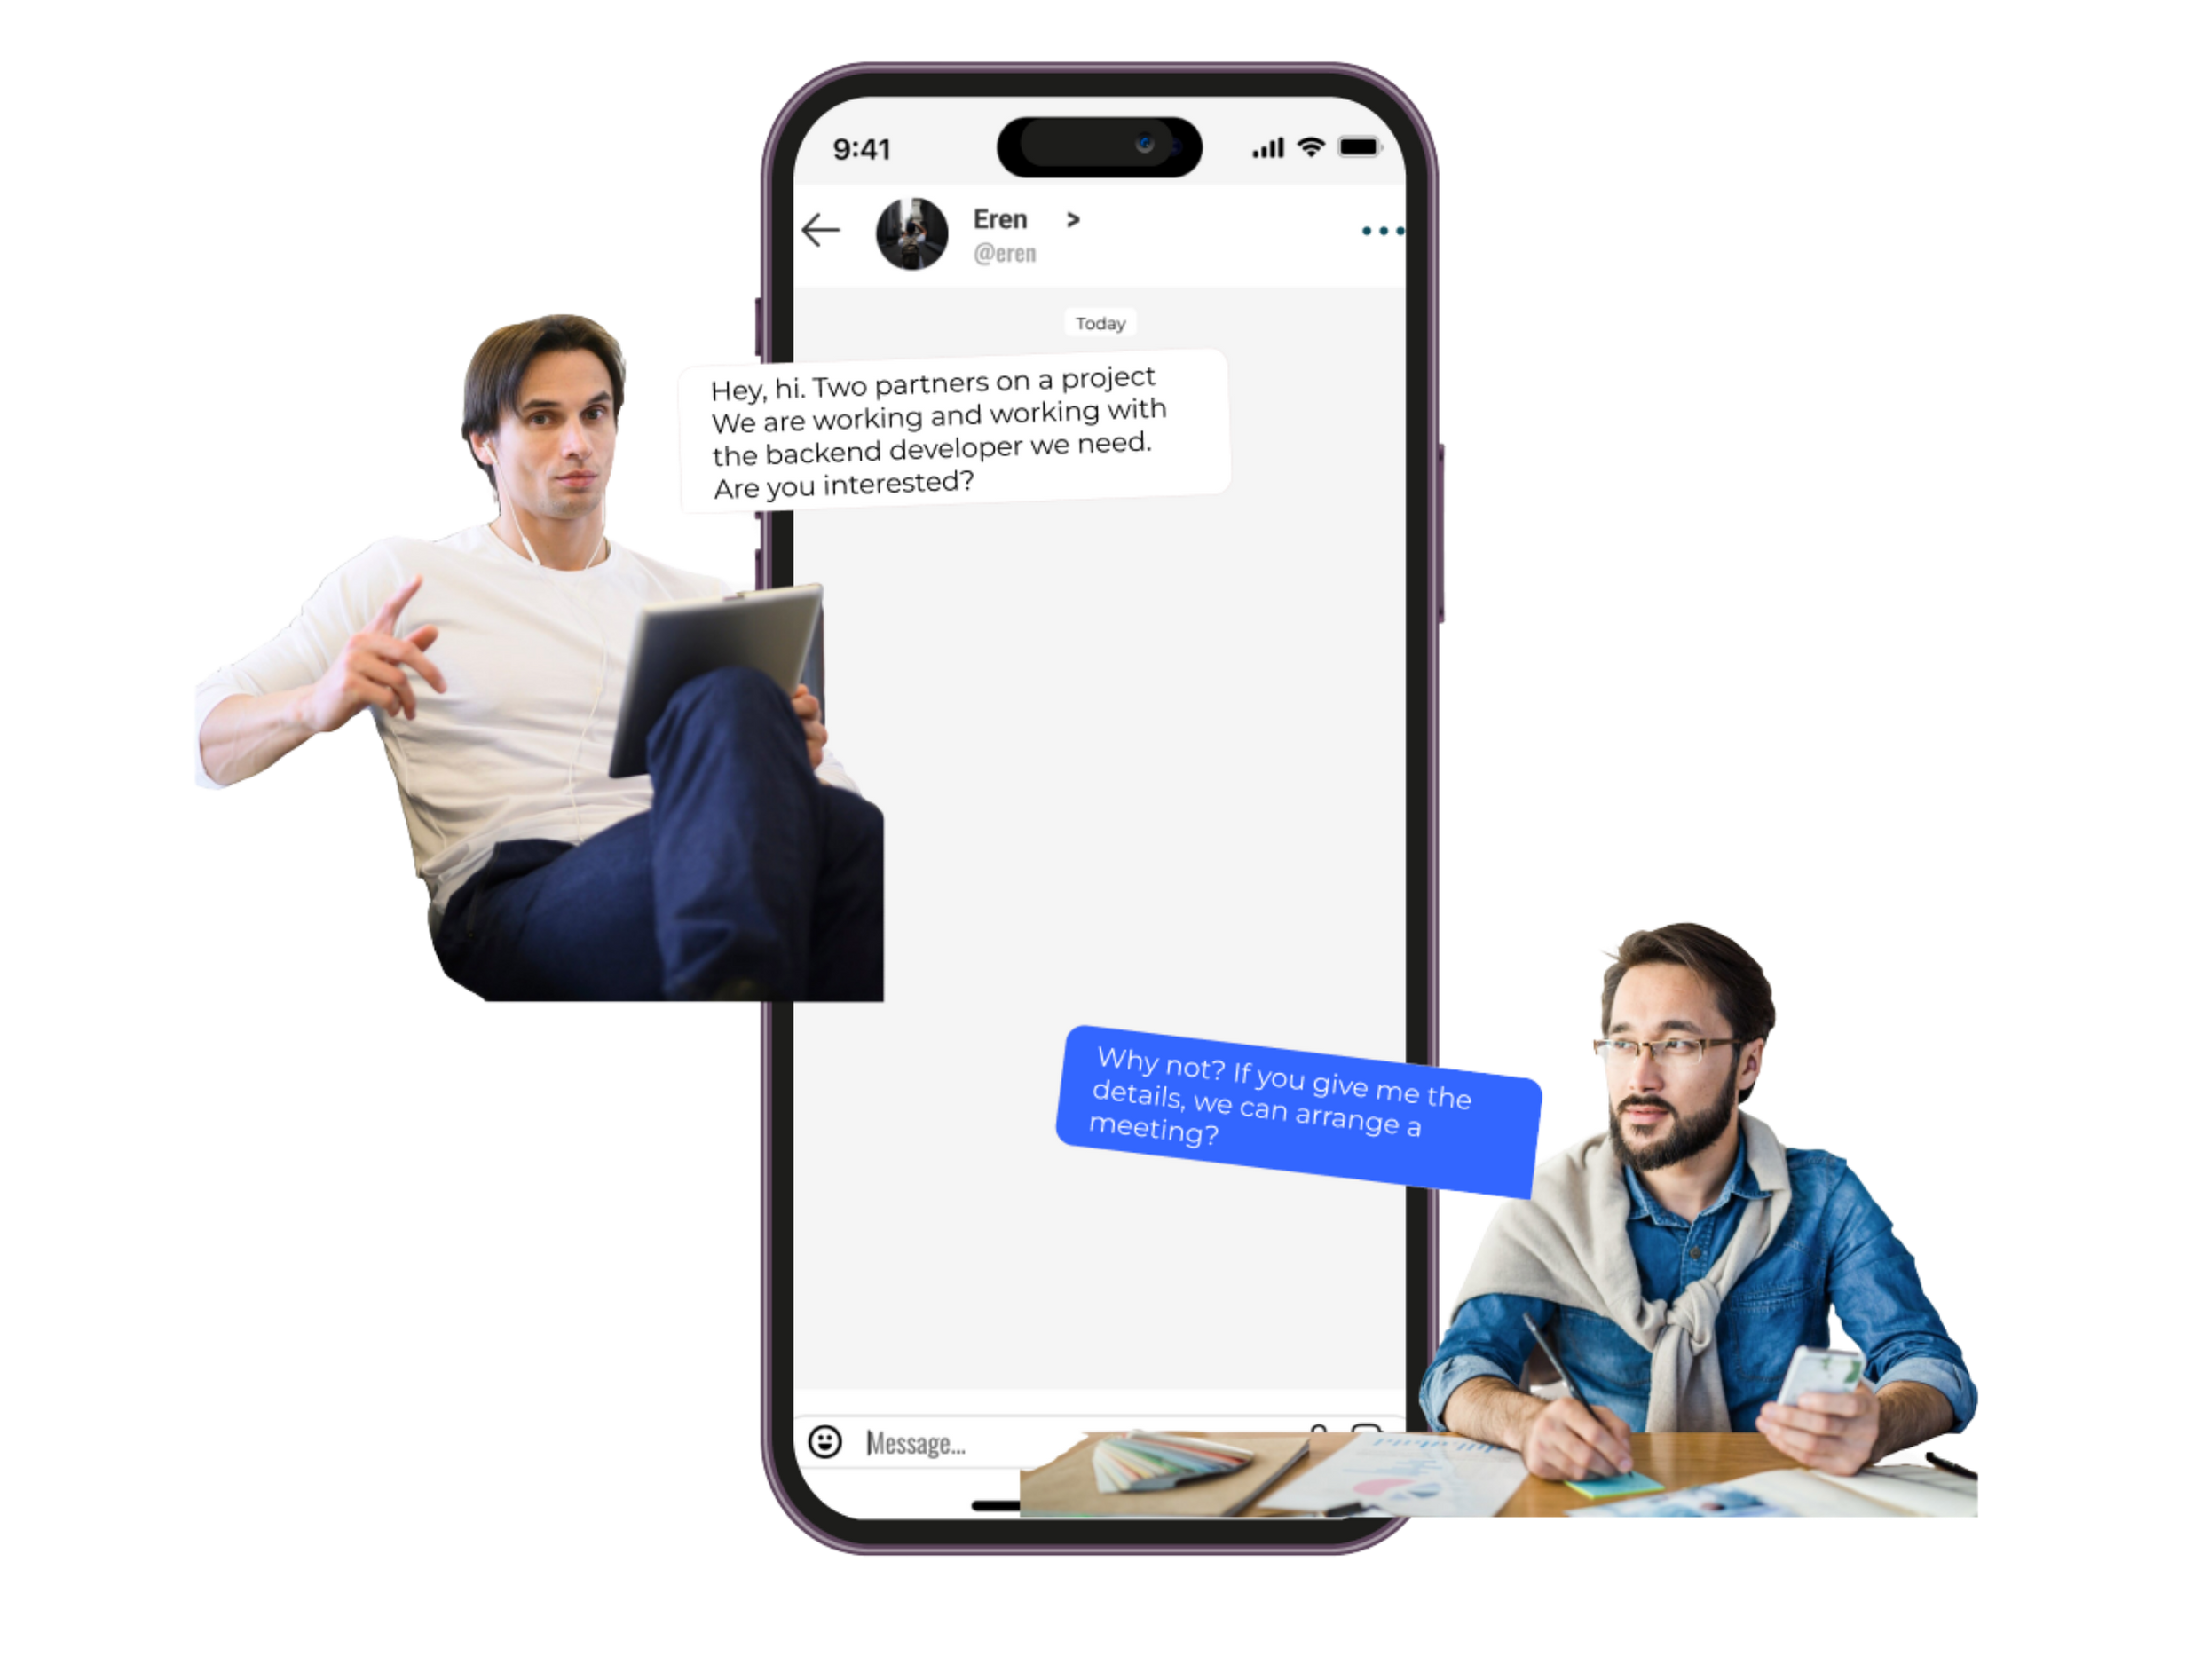 9:41
Eren >
@eren
Today
Hey, hi. Two partners on a project
We are working and working with
the backend developer we need.
Are you interested?
Why not? If you give me the
details, we can arrange a
meeting?
Message...